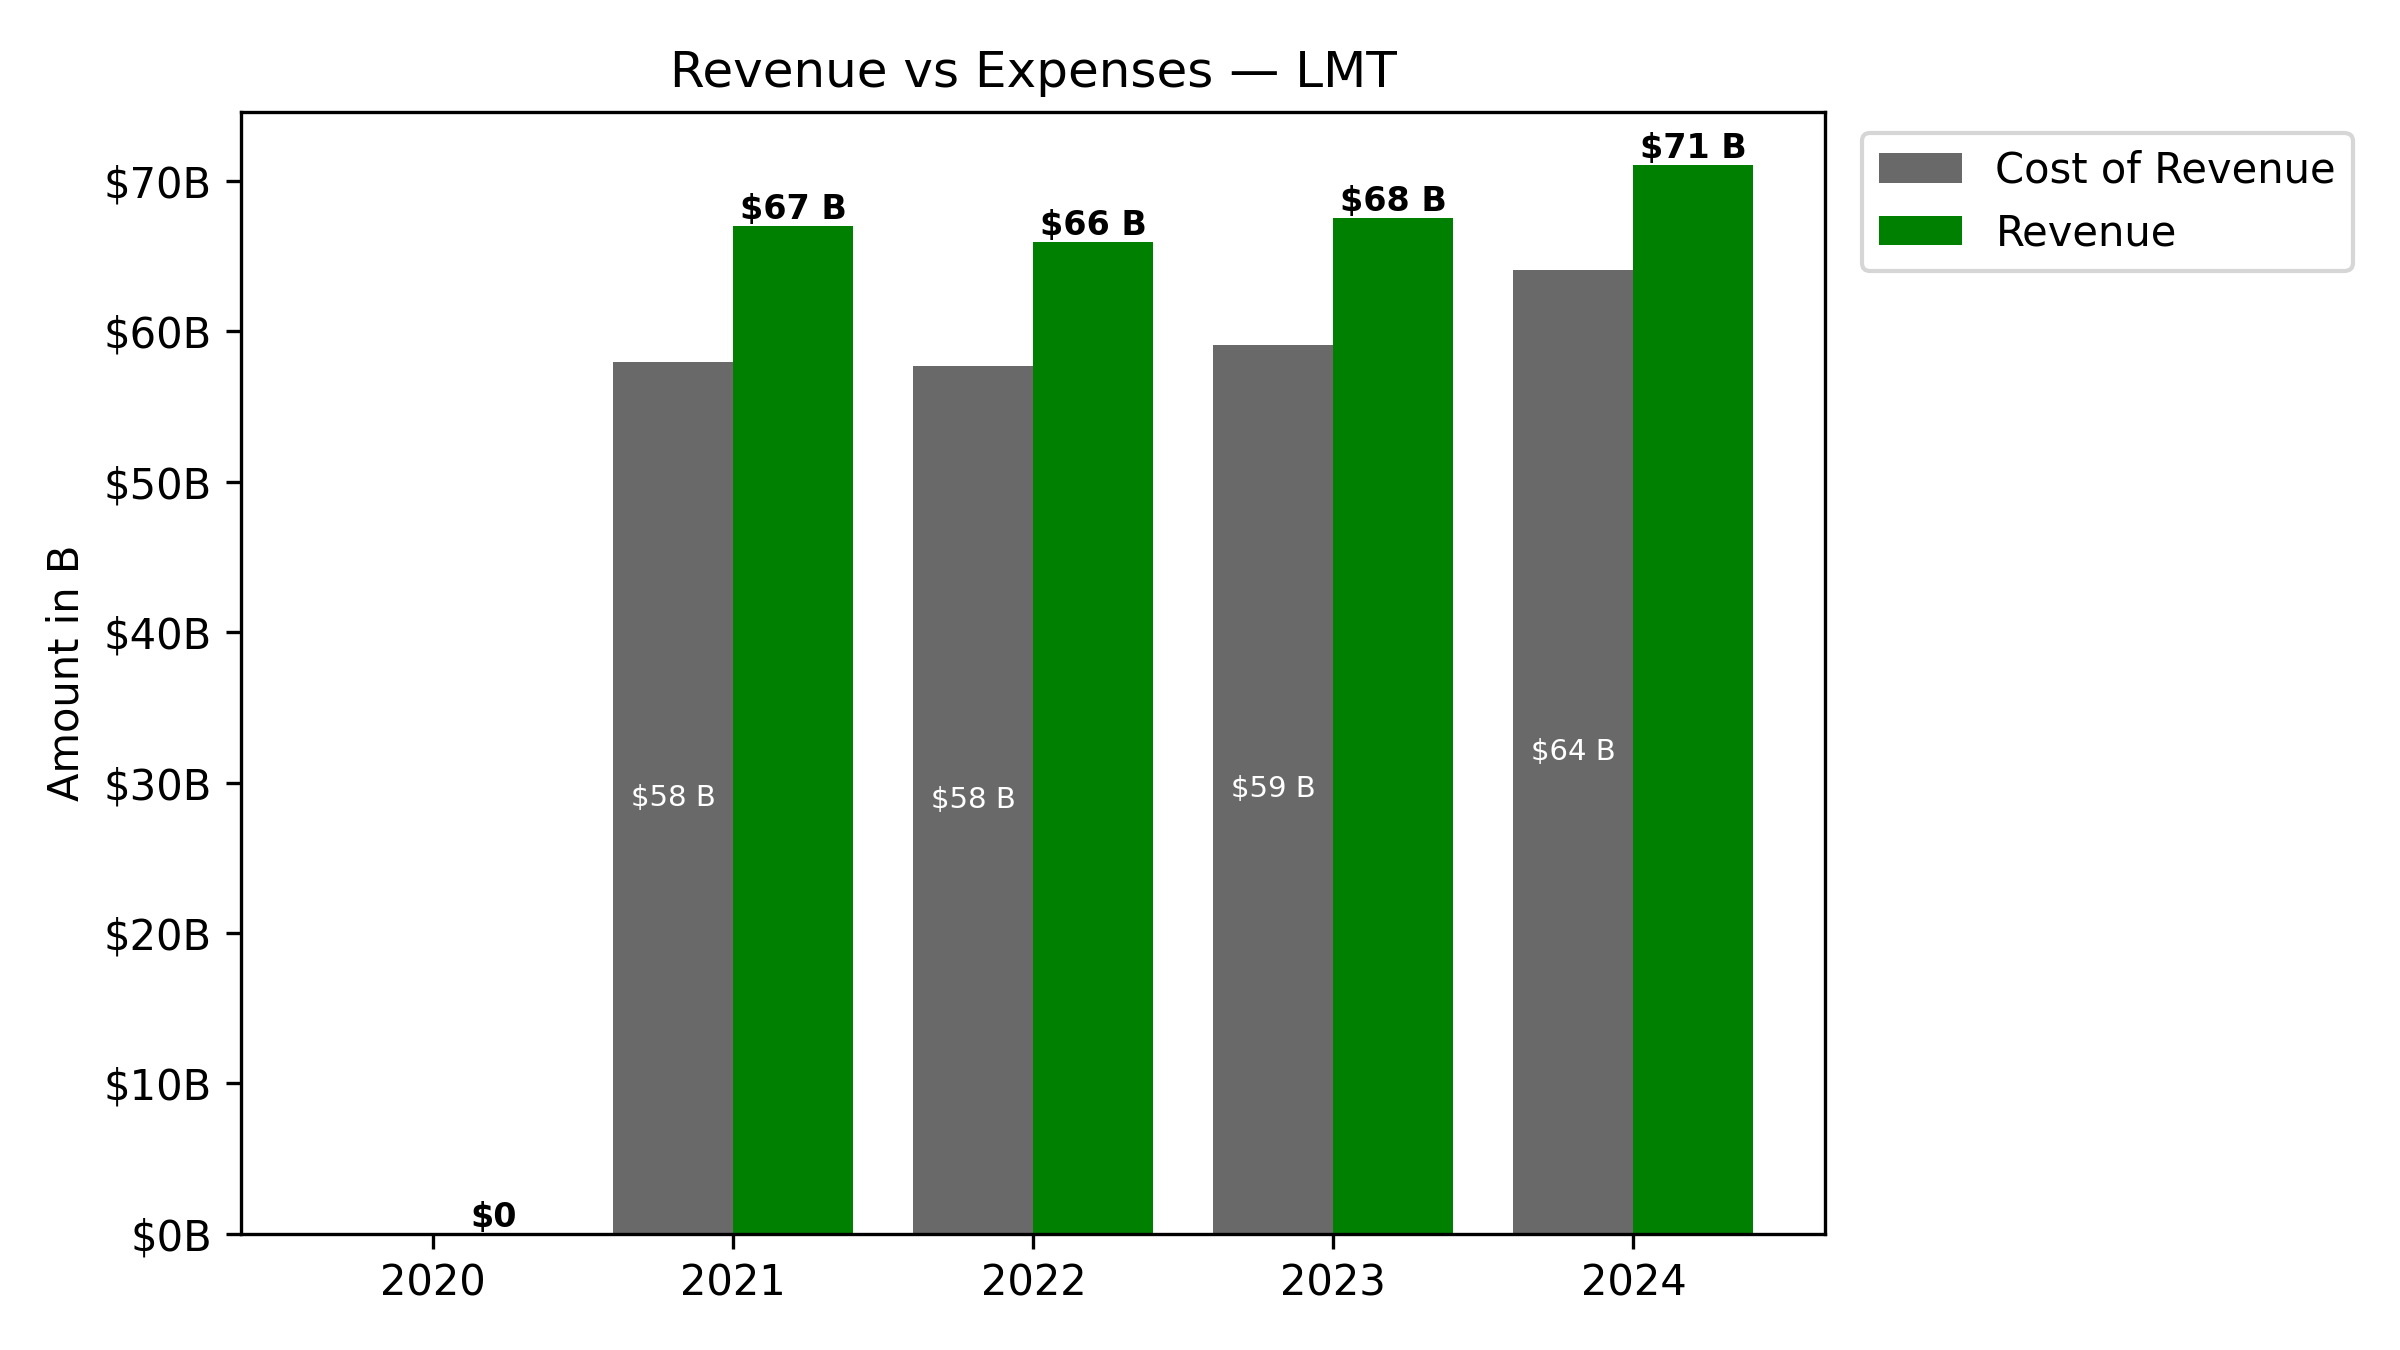 Revenue vs Expenses — LMT
Cost of Revenue
Revenue
Amount in B
$70B
$60B
$50B
$40B
$30B
$20B
$10B
$0B
$67 B
$66 B
$68 B
$71 B
$58 B
$58 B
$59 B
$64 B
$0
2020
2021
2022
2023
2024